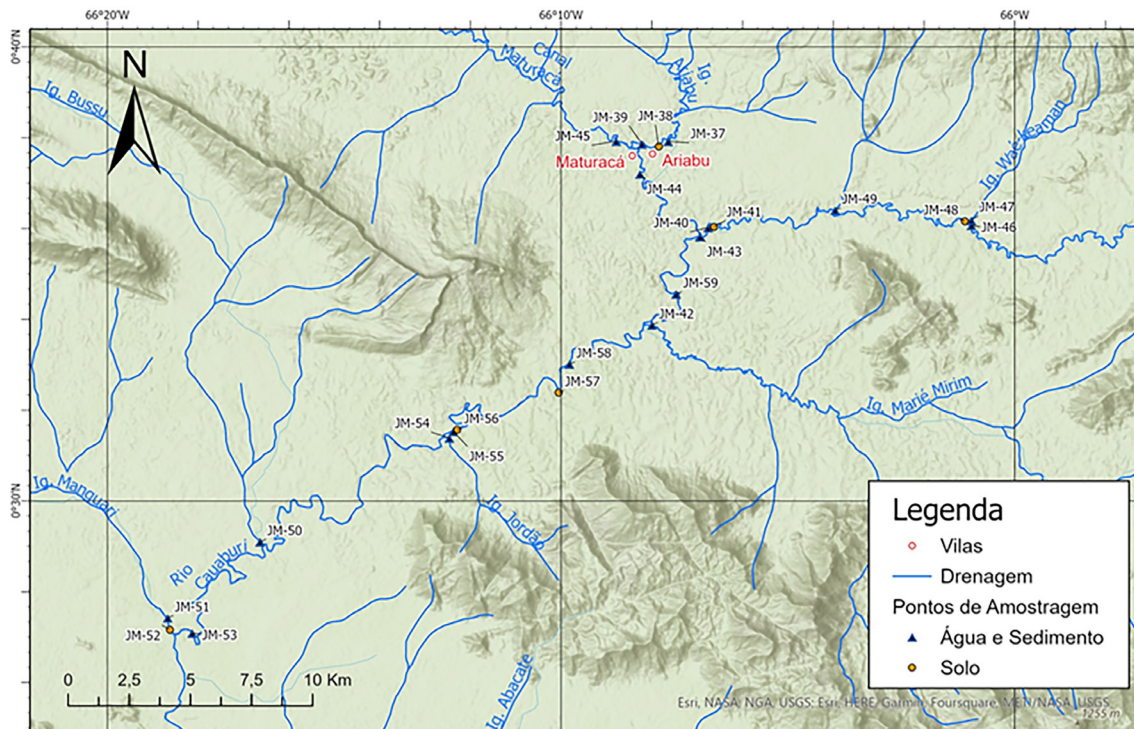 66°20'W
66°10'W
66°W
0°40'N
0°30'N
N
Ig. Bussu
Canal
Maturacá
Ig.
Ariabu
JM-39
JM-38
JM-37
JM-45
Maturacá
Ariabu
JM-44
Ig. Waé-keaman
JM-49
JM-48
JM-47
JM-46
JM-40
JM-41
JM-43
JM-59
JM-42
JM-58
JM-57
Ig. Marié Mirim
JM-54
JM-56
JM-55
Ig. Manguari
Ig. Jordão
JM-50
Rio
Cauaburí
JM-51
JM-52
JM-53
Ig. Abacate
0 2,5 5 7,5 10 Km
Legenda
Vilas
Drenagem
Pontos de Amostragem
Água e Sedimento
Solo
Esri, NASA, NGA, USGS; Esri, HERE, Garmin, Foursquare, METI/NASA, USGS
1255 m